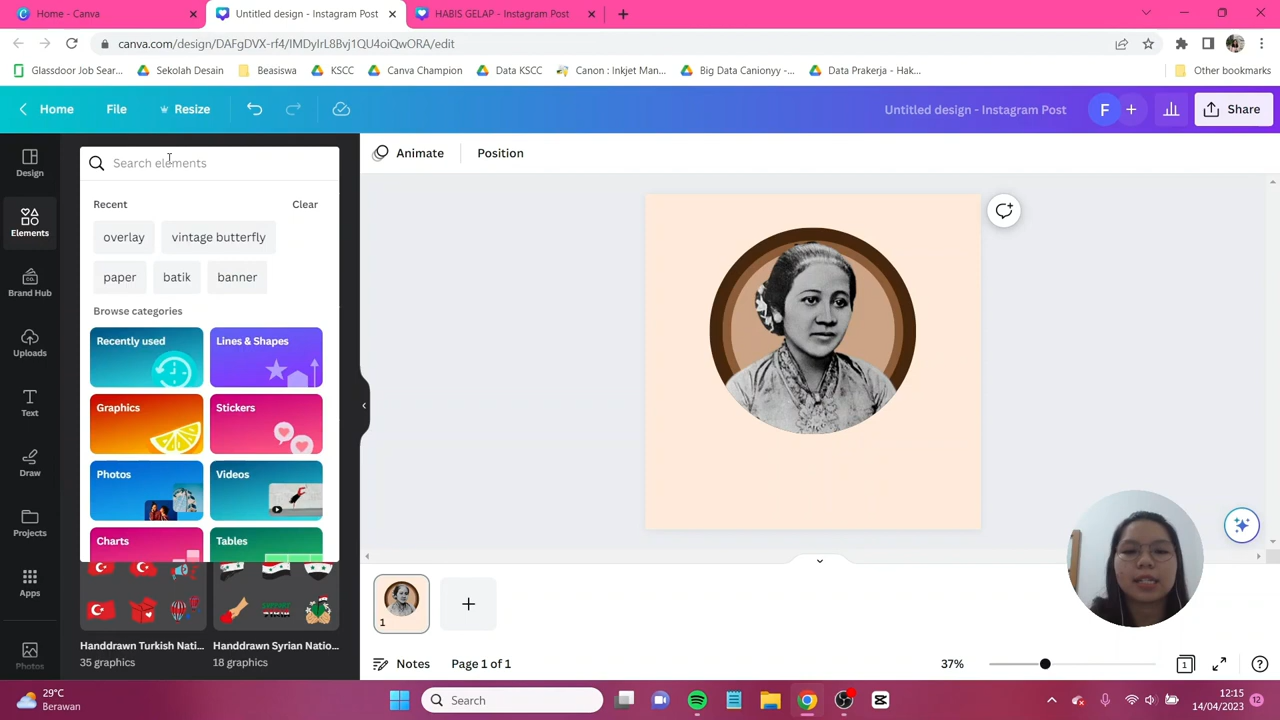 Home - Canva
Untitled design - Instagram Post
HABIS GELAP - Instagram Post
canva.com/design/DAFgDVX-rf4/IMDyIrL8Bvj1QU4oiQwORA/edit
Glassdoor Job Sear...
Sekolah Desain
Beasiswa
KSCC
Canva Champion
Data KSCC
Canon : Inkjet Man...
Big Data Canionyy -...
Data Prakerja - Hak...
Other bookmarks
Home
File
Resize
Untitled design - Instagram Post
F
Share
Design
Elements
Brand Hub
Uploads
Text
Draw
Projects
Apps
Photos
Search elements
Recent
Clear
overlay
vintage butterfly
paper
batik
banner
Browse categories
Recently used
Lines & Shapes
Graphics
Stickers
Photos
Videos
Charts
Tables
Handdrawn Turkish Nati...
35 graphics
Handdrawn Syrian Natio...
18 graphics
Animate
Position
1
Notes
Page 1 of 1
37%
1
29°C
Berawan
Search
12:15
14/04/2023
12